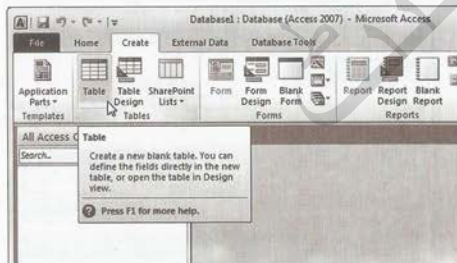 Database1 : Database (Access 2007) - Microsoft Access
File Home Create External Data Database Tools
Application Parts
Table
Table Design
SharePoint Lists
Form
Form Design
Blank Form
Report
Report Design
Blank Report
Templates Tables Forms Reports
All Access
Search...
Table
Create a new blank table. You can
define the fields directly in the new
table, or open the table in Design
view.
Press F1 for more help.